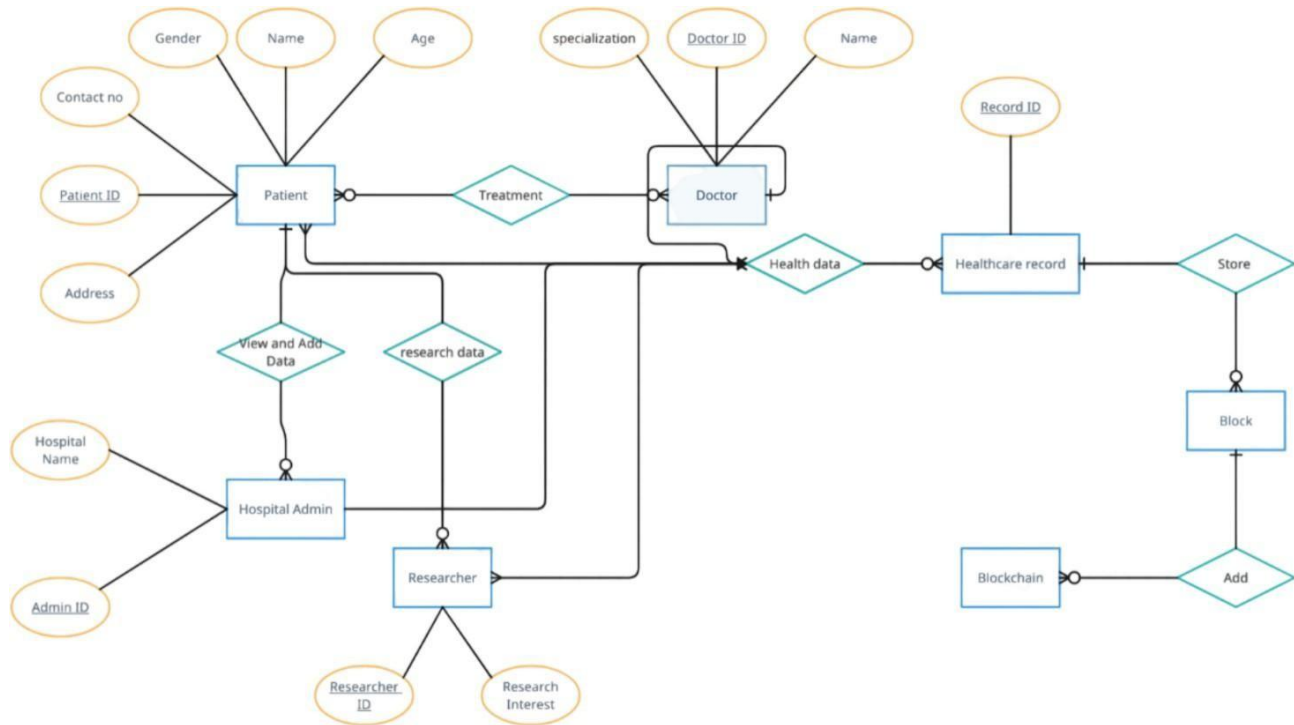 Gender
Name
Age
specialization
Doctor ID
Name
Contact no
Record ID
Patient ID
Patient
Treatment
Doctor
Address
Health data
Healthcare record
Store
View and Add
Data
research data
Block
Hospital
Name
Hospital Admin
Researcher
Blockchain
Add
Admin ID
Researcher
ID
Research
Interest